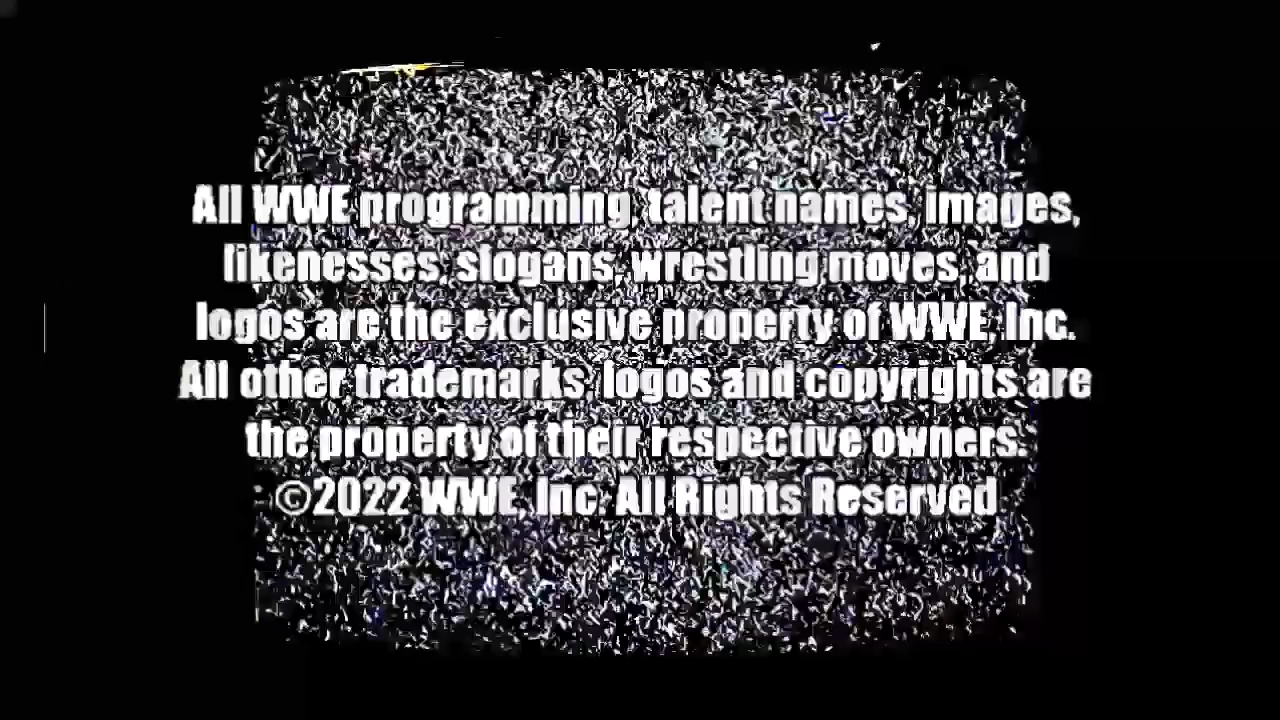 All WWE programming, talent names, images,
likenesses, slogans, wrestling moves, and
logos are the exclusive property of WWE, Inc.
All other trademarks, logos and copyrights are
the property of their respective owners.
©2022 WWE, Inc. All Rights Reserved